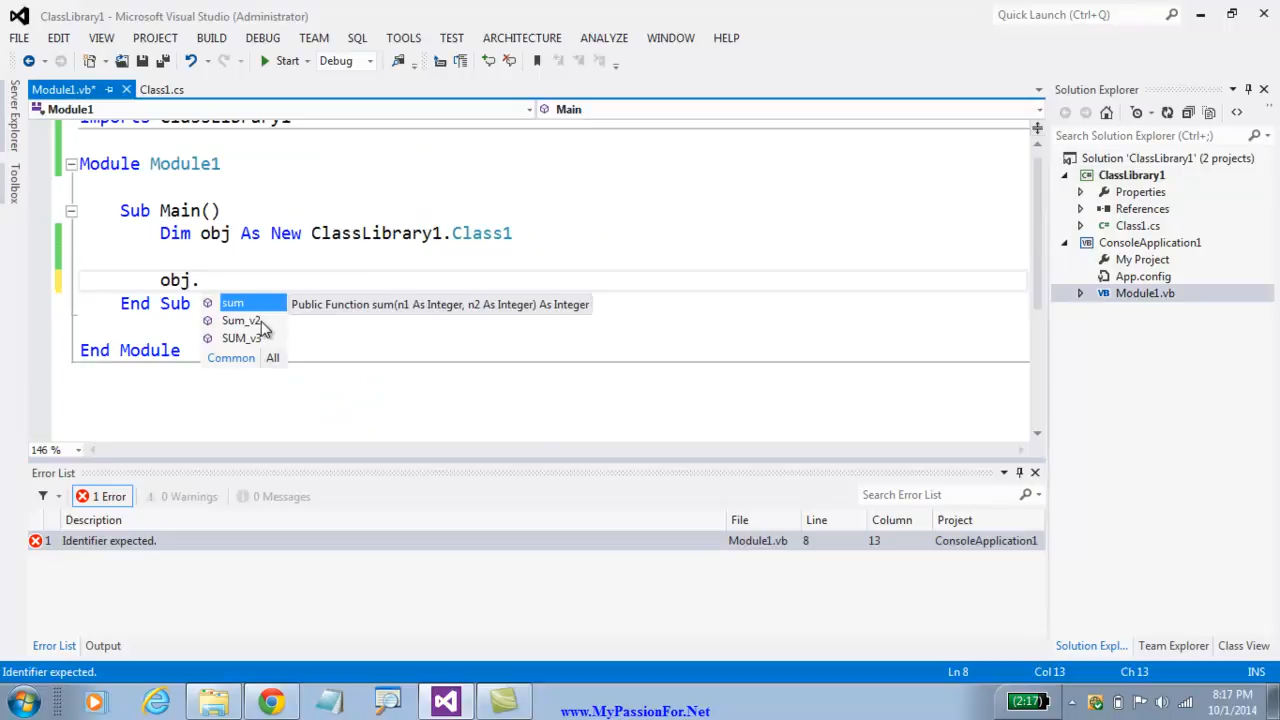 ClassLibrary1 - Microsoft Visual Studio (Administrator)
Quick Launch (Ctrl+Q)
FILE EDIT VIEW PROJECT BUILD DEBUG TEAM SQL TOOLS TEST ARCHITECTURE ANALYZE WINDOW HELP
Start Debug
Server Explorer
Toolbox
Module1.vb* Class1.cs
Module1 Main
Imports ClassLibrary1
Module Module1
Sub Main()
Dim obj As New ClassLibrary1.Class1
obj.
End Sub
End Module
sum
Sum_v2
SUM_v3
Common All
Public Function sum(n1 As Integer, n2 As Integer) As Integer
146 %
Solution Explorer
Search Solution Explorer (Ctrl+;)
Solution 'ClassLibrary1' (2 projects)
ClassLibrary1
Properties
References
Class1.cs
ConsoleApplication1
My Project
App.config
Module1.vb
Error List
1 Error 0 Warnings 0 Messages
Search Error List
Description File Line Column Project
1 Identifier expected. Module1.vb 8 13 ConsoleApplication1
Error List Output
Solution Expl... Team Explorer Class View
Identifier expected. Ln 8 Col 13 Ch 13 INS
www.MyPassionFor.Net
(2:17)
8:17 PM
10/1/2014